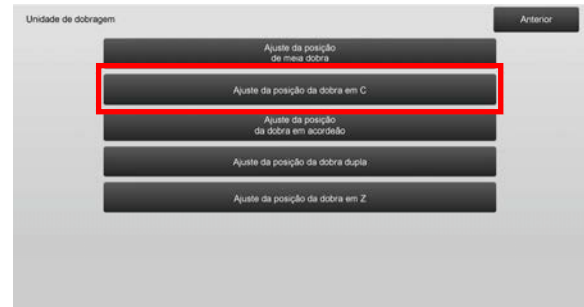 Unidade de dobragem
Anterior
Ajuste da posição
de meia dobra
Ajuste da posição da dobra em C
Ajuste da posição
da dobra em acordeão
Ajuste da posição da dobra dupla
Ajuste da posição da dobra em Z